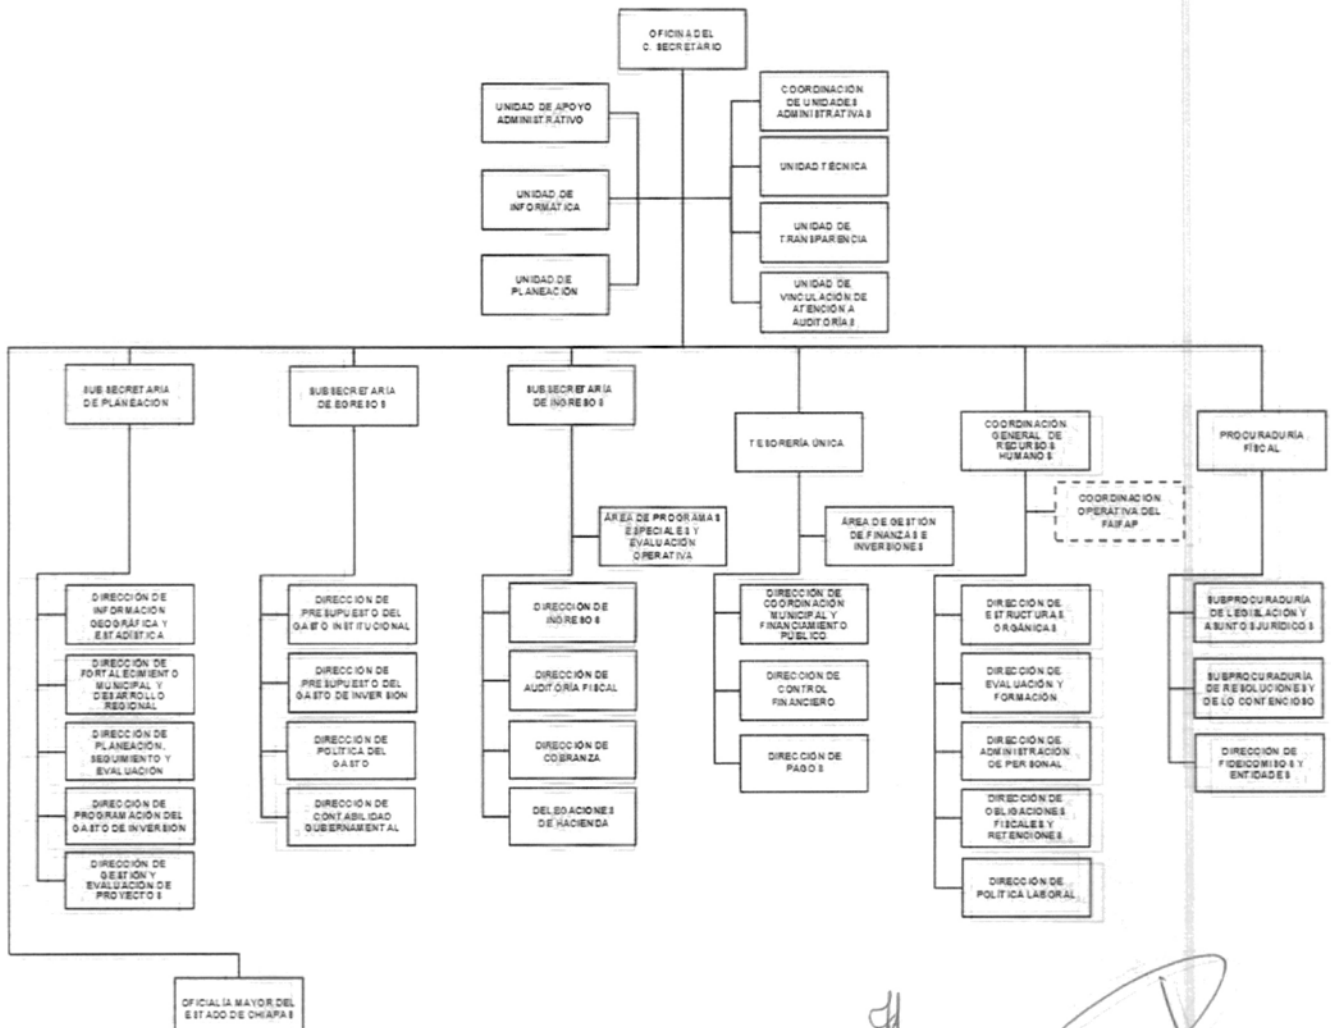 OFICINA DEL
C. SECRETARIO
UNIDAD DE APOYO
ADMINISTRATIVO
UNIDAD DE
INFORMÁTICA
UNIDAD DE
PLANEACIÓN
COORDINACIÓN
DE UNIDADES
ADMINISTRATIVAS
UNIDAD TÉCNICA
UNIDAD DE
TRANSPARENCIA
UNIDAD DE
VINCULACIÓN DE
ATENCIÓN A
AUDITORÍAS
SUBSECRETARÍA
DE PLANEACIÓN
SUBSECRETARÍA
DE EGRESOS
SUBSECRETARÍA
DE INGRESOS
TESORERÍA ÚNICA
COORDINACIÓN
GENERAL DE
RECURSOS
HUMANOS
PROCURADURÍA
FISCAL
ÁREA DE PROGRAMAS
ESPECIALES Y
EVALUACIÓN
OPERATIVA
ÁREA DE GESTIÓN
DE FINANZAS E
INVERSIONES
COORDINACIÓN
OPERATIVA DEL
FAIFAP
DIRECCIÓN DE
INFORMACIÓN
GEOGRÁFICA Y
ESTADÍSTICA
DIRECCIÓN DE
FORTALECIMIENTO
MUNICIPAL Y
DESARROLLO
REGIONAL
DIRECCIÓN DE
PLANEACIÓN,
SEGUIMIENTO Y
EVALUACIÓN
DIRECCIÓN DE
PROGRAMACIÓN DEL
GASTO DE INVERSIÓN
DIRECCIÓN DE
GESTIÓN Y
EVALUACIÓN DE
PROYECTOS
DIRECCIÓN DE
PRESUPUESTO DEL
GASTO INSTITUCIONAL
DIRECCIÓN DE
PRESUPUESTO DEL
GASTO DE INVERSIÓN
DIRECCIÓN DE
POLÍTICA DEL
GASTO
DIRECCIÓN DE
CONTABILIDAD
GUBERNAMENTAL
DIRECCIÓN DE
INGRESOS
DIRECCIÓN DE
AUDITORÍA FISCAL
DIRECCIÓN DE
COBRANZA
DELEGACIONES
DE HACIENDA
DIRECCIÓN DE
COORDINACIÓN
MUNICIPAL Y
FINANCIAMIENTO
PÚBLICO
DIRECCIÓN DE
CONTROL
FINANCIERO
DIRECCIÓN DE
PAGOS
DIRECCIÓN DE
ESTRUCTURAS
ORGÁNICAS
DIRECCIÓN DE
EVALUACIÓN Y
FORMACIÓN
DIRECCIÓN DE
ADMINISTRACIÓN
DE PERSONAL
DIRECCIÓN DE
OBLIGACIONES
FISCALES Y
RETENCIONES
DIRECCIÓN DE
POLÍTICA LABORAL
SUBPROCURADURÍA
DE LEGISLACIÓN Y
ASUNTOS JURÍDICOS
SUBPROCURADURÍA
DE RESOLUCIONES Y
DE LO CONTENCIOSO
DIRECCIÓN DE
FIDEICOMISOS Y
ENTIDADES
OFICIALÍA MAYOR DEL
ESTADO DE CHIAPAS